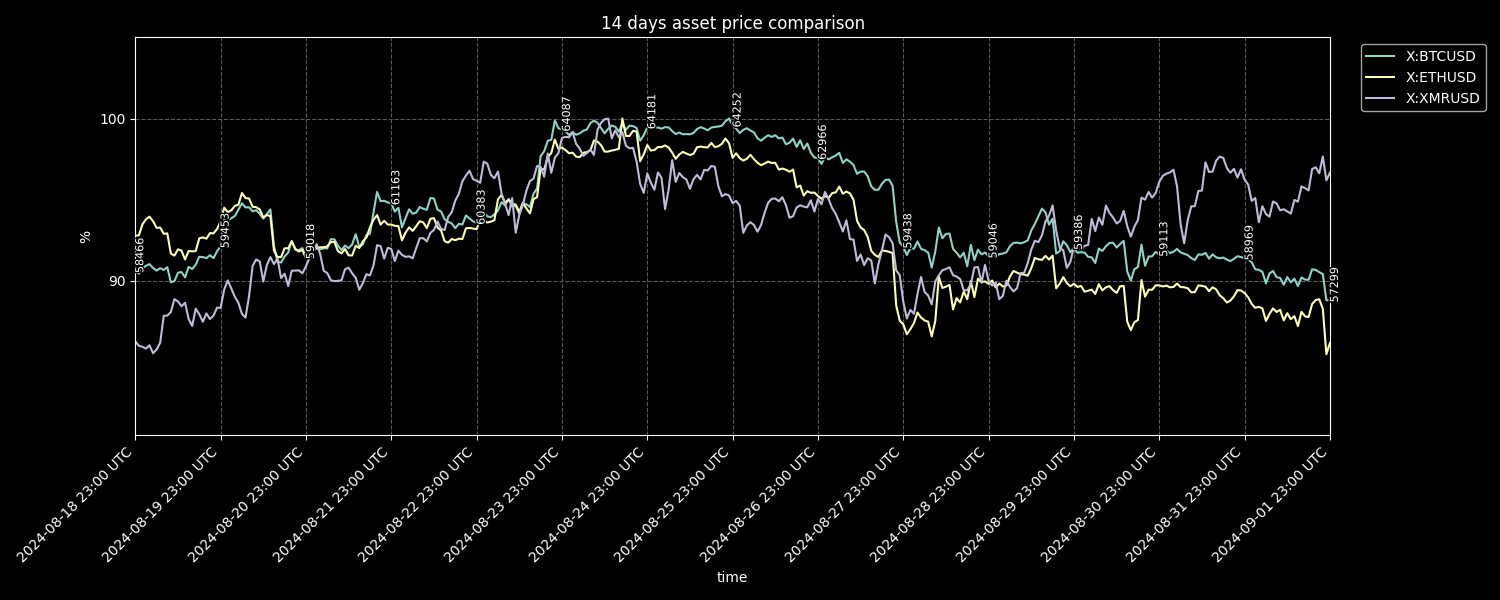 14 days asset price comparison
X:BTCUSD
X:ETHUSD
X:XMRUSD
%
100
90
58466
59453
59018
61163
60383
64087
64181
64252
62966
59438
59046
59386
59113
58969
57299
2024-08-18 23:00 UTC
2024-08-19 23:00 UTC
2024-08-20 23:00 UTC
2024-08-21 23:00 UTC
2024-08-22 23:00 UTC
2024-08-23 23:00 UTC
2024-08-24 23:00 UTC
2024-08-25 23:00 UTC
2024-08-26 23:00 UTC
2024-08-27 23:00 UTC
2024-08-28 23:00 UTC
2024-08-29 23:00 UTC
2024-08-30 23:00 UTC
2024-08-31 23:00 UTC
2024-09-01 23:00 UTC
time